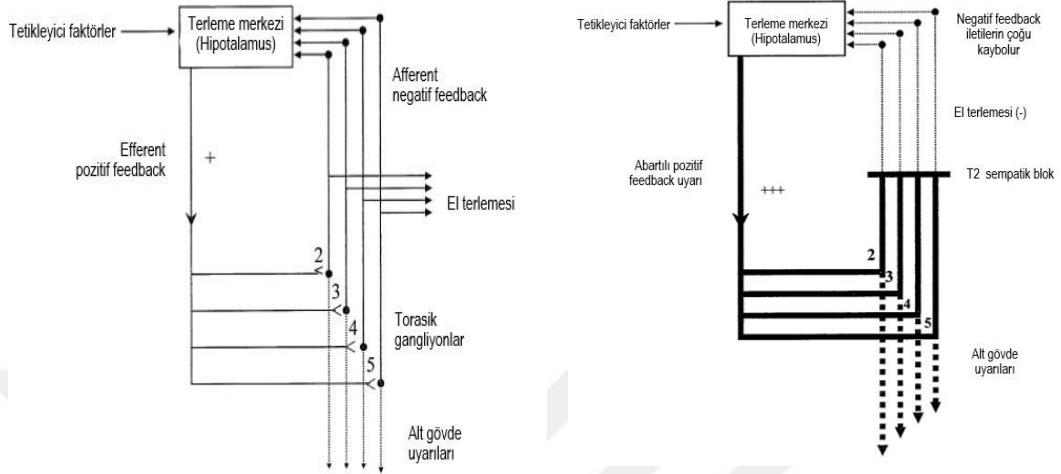 Tetikleyici faktörler
Terleme merkezi
(Hipotalamus)
Afferent
negatif feedback
Efferent
pozitif feedback
+
El terlemesi
2
3
4
5
Torasik
gangliyonlar
Alt gövde
uyarıları
Tetikleyici faktörler
Terleme merkezi
(Hipotalamus)
Negatif feedback
iletilerin çoğu
kaybolur
El terlemesi (-)
T2 sempatik blok
Abartılı pozitif
feedback uyarı
+++
2
3
4
5
Alt gövde
uyarıları